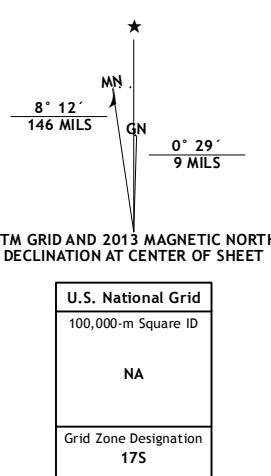 ★
MN
8° 12´
146 MILS
GN
0° 29´
9 MILS
TM GRID AND 2013 MAGNETIC NORTH
DECLINATION AT CENTER OF SHEET
U.S. National Grid
100,000-m Square ID
NA
Grid Zone Designation
17S